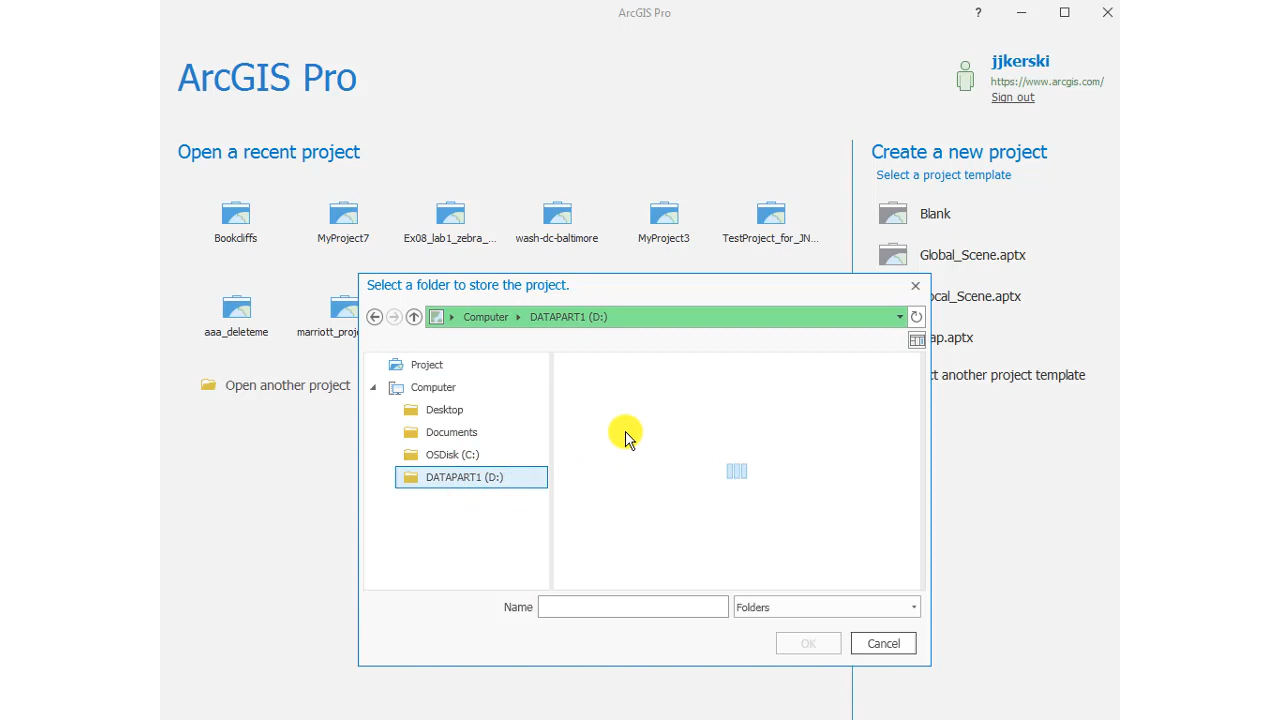 ArcGIS Pro
?
ArcGIS Pro
jjkerski
https://www.arcgis.com/
Sign out
Open a recent project
Create a new project
Select a project template
Bookcliffs
MyProject7
Ex08_lab1_zebra_...
wash-dc-baltimore
MyProject3
TestProject_for_JN...
Blank
Global_Scene.aptx
ocal_Scene.aptx
ap.aptx
ct another project template
aaa_deleteme
marriott_proj
Open another project
Select a folder to store the project.
Computer
DATAPART1 (D:)
Project
Computer
Desktop
Documents
OSDisk (C:)
DATAPART1 (D:)
Name
Folders
OK
Cancel